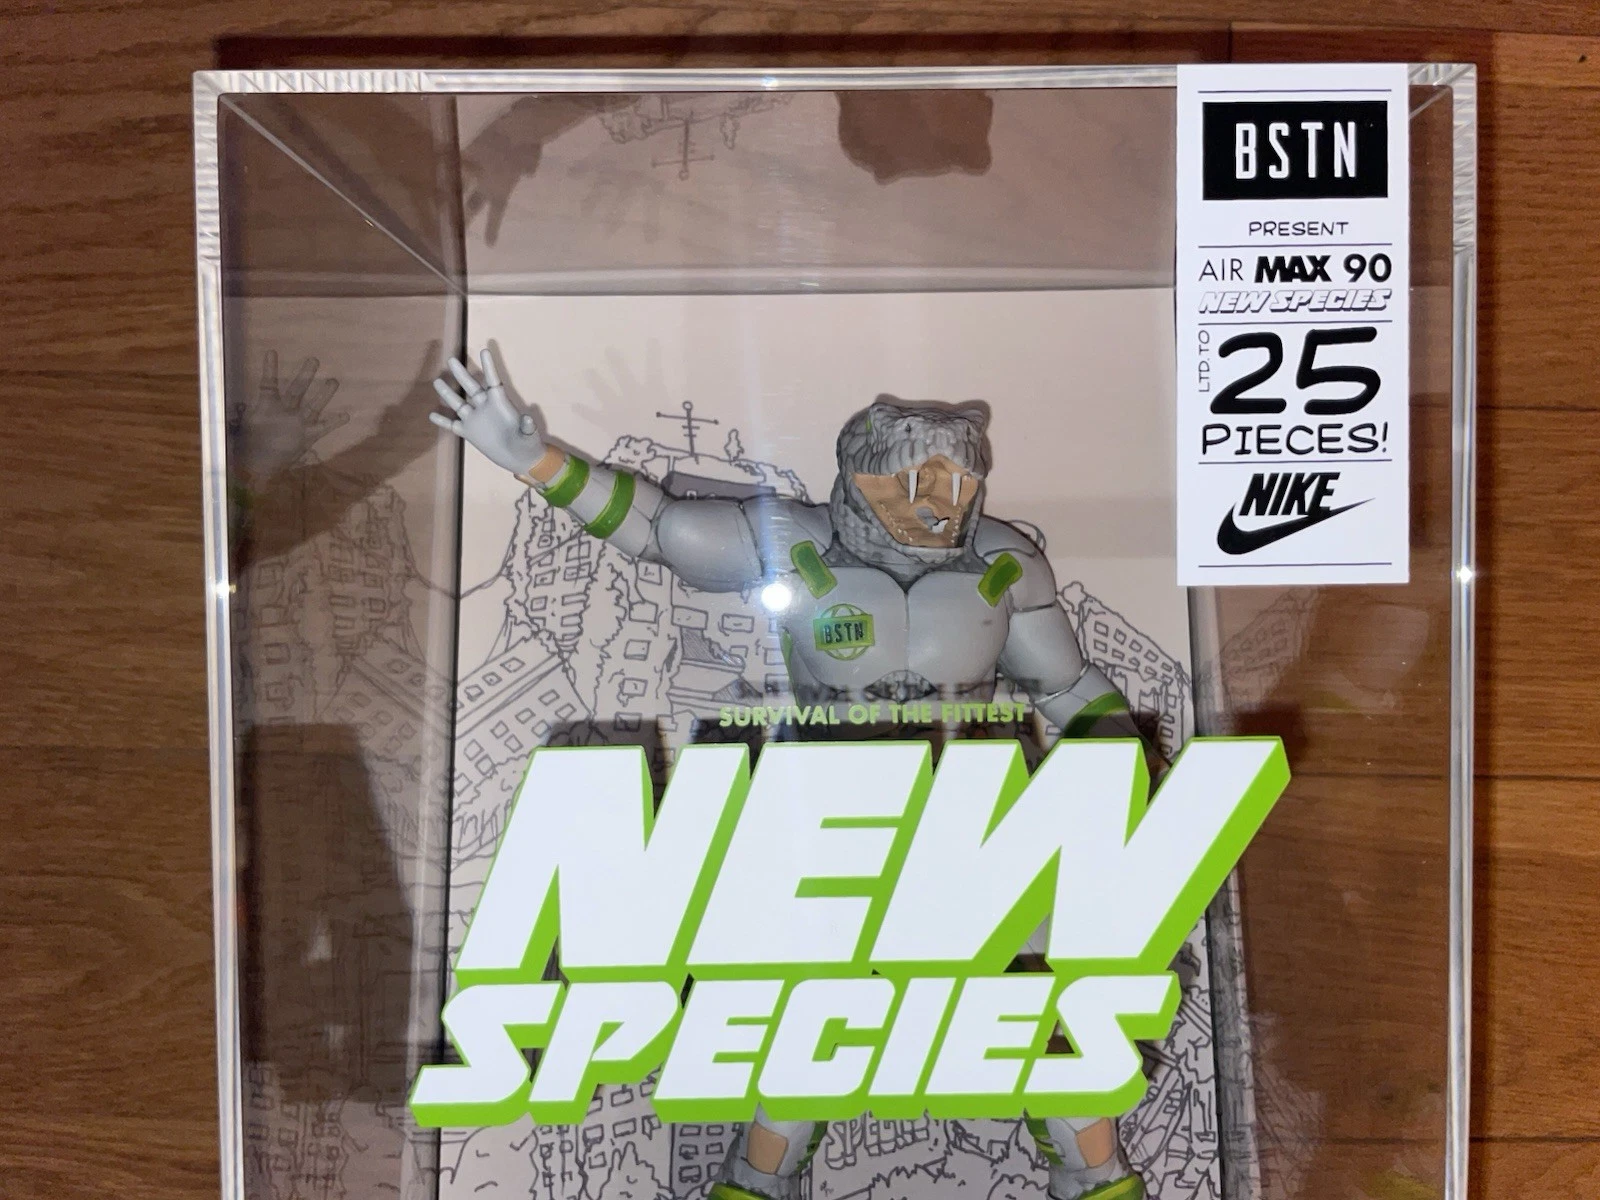 BSTN
PRESENT
AIR MAX 90
NEW SPECIES
LTD. TO
25
PIECES!
NIKE
BSTN
SURVIVAL OF THE FITTEST
NEW
SPECIES